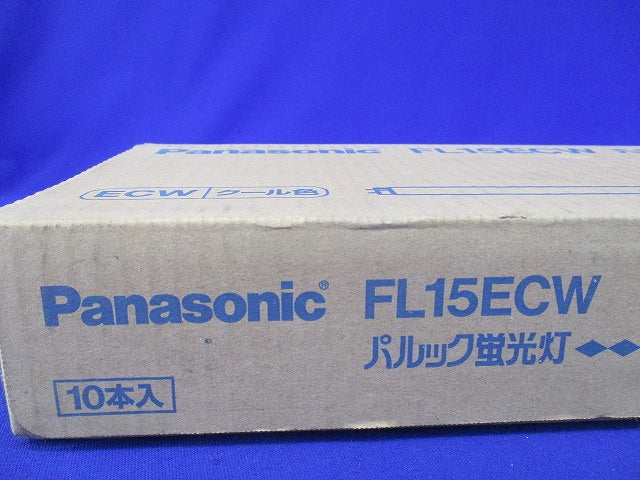 Panasonic FL15ECW
ECW クール色
Panasonic® FL15ECW
パルック蛍光灯
10本入